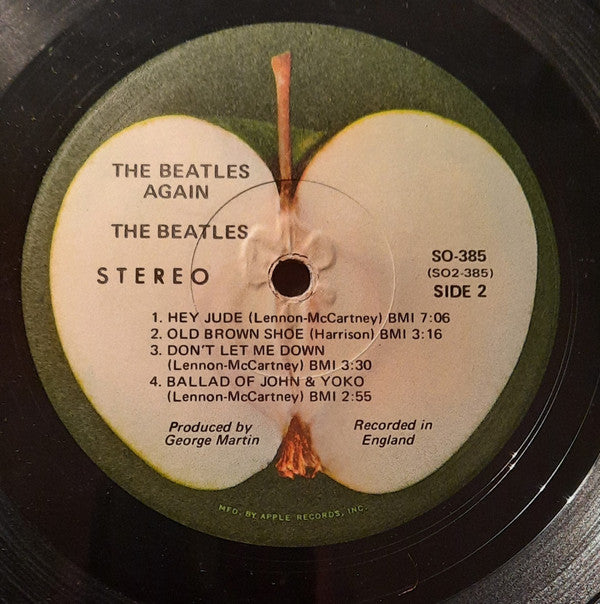 THE BEATLES
AGAIN
THE BEATLES
STEREO
SO-385
(SO2-385)
SIDE 2
1. HEY JUDE (Lennon-McCartney) BMI 7:06
2. OLD BROWN SHOE (Harrison) BMI 3:16
3. DON'T LET ME DOWN
(Lennon-McCartney) BMI 3:30
4. BALLAD OF JOHN & YOKO
(Lennon-McCartney) BMI 2:55
Produced by
George Martin
Recorded in
England
MFD. BY APPLE RECORDS, INC.